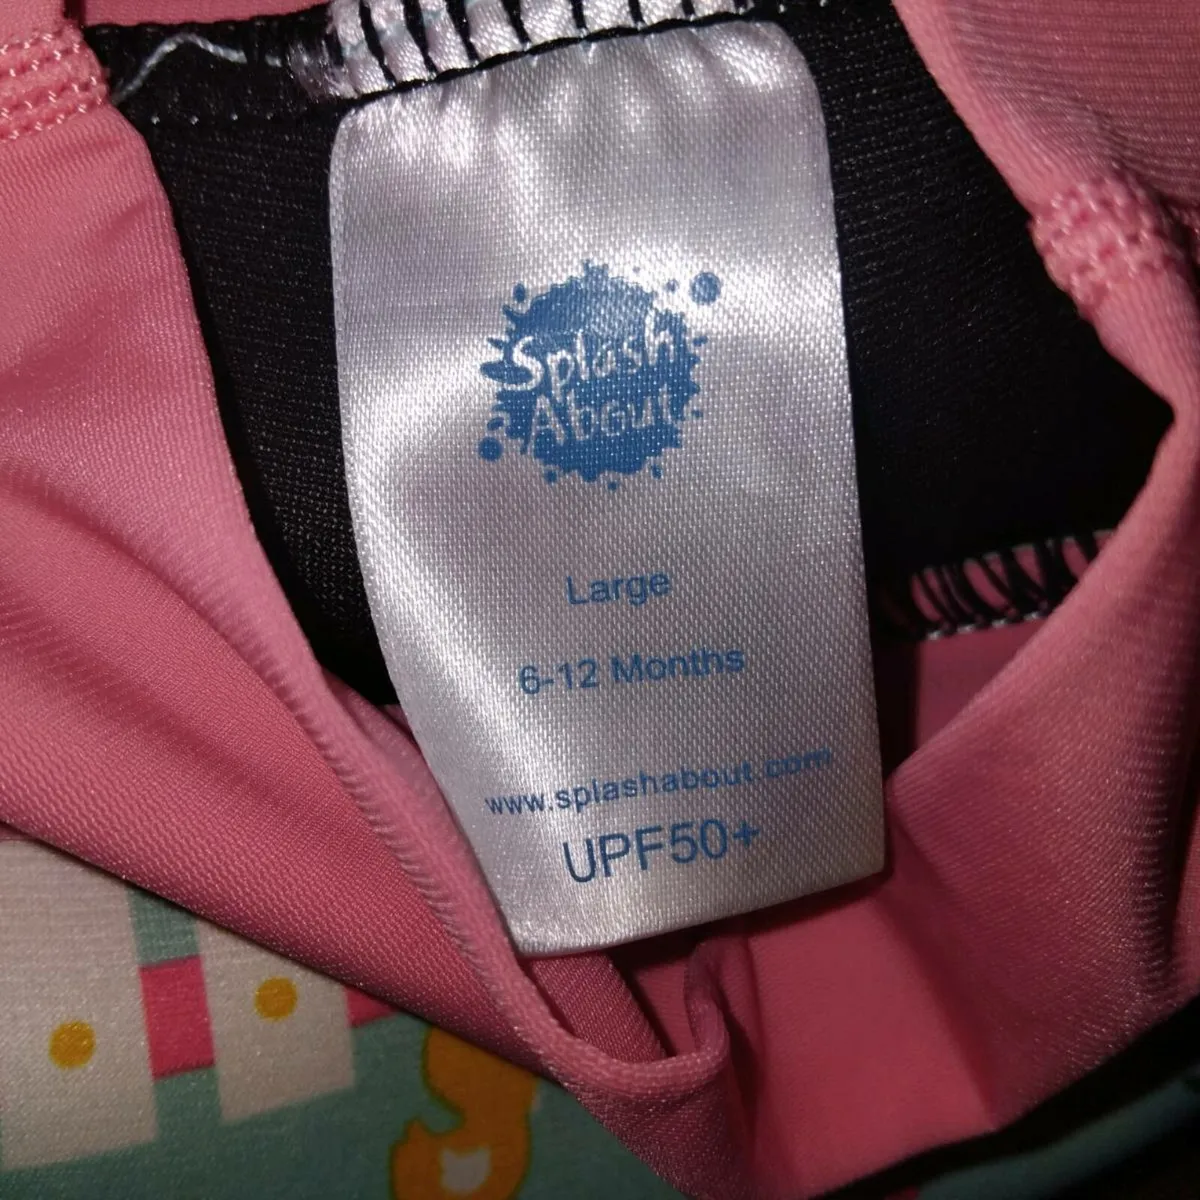 Splash
About
Large
6-12 Months
www.splashabout.com
UPF50+